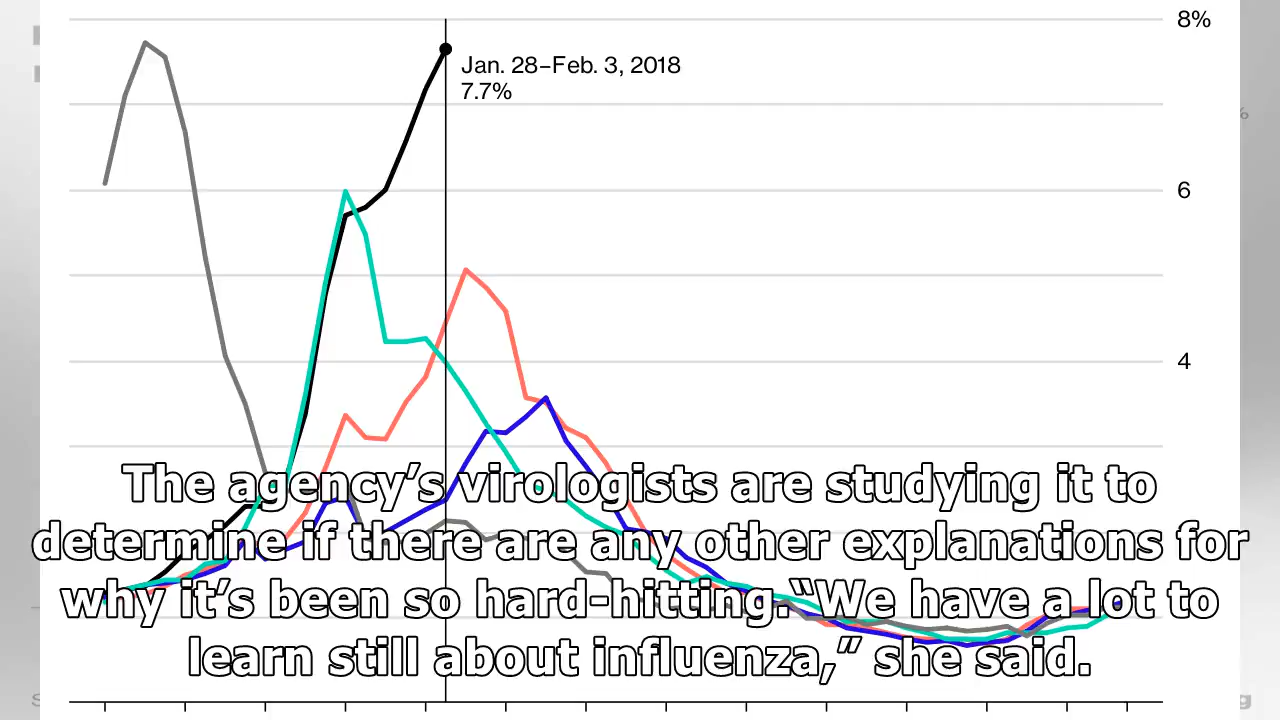 8%
Jan. 28–Feb. 3, 2018
7.7%
6
4
The agency’s virologists are studying it to
determine if there are any other explanations for
why it’s been so hard-hitting. “We have a lot to
learn still about influenza,” she said.